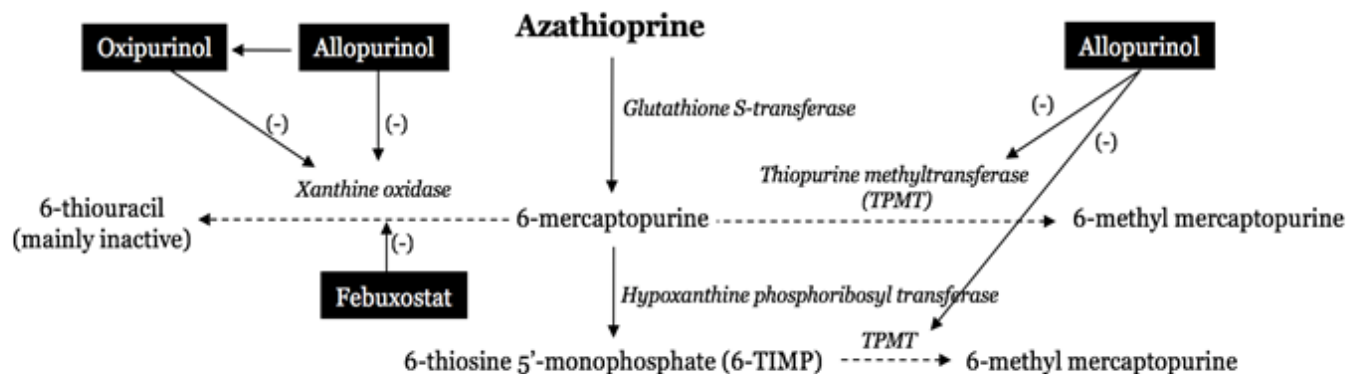 Azathioprine
Oxipurinol
Allopurinol
Allopurinol
(-)
(-)
Glutathione S-transferase
(-)
(-)
Xanthine oxidase
Thiopurine methyltransferase
(TPMT)
6-thiouracil
(mainly inactive)
6-mercaptopurine
6-methyl mercaptopurine
(-)
Febuxostat
Hypoxanthine phosphoribosyl transferase
TPMT
6-thiosine 5’-monophosphate (6-TIMP)
6-methyl mercaptopurine